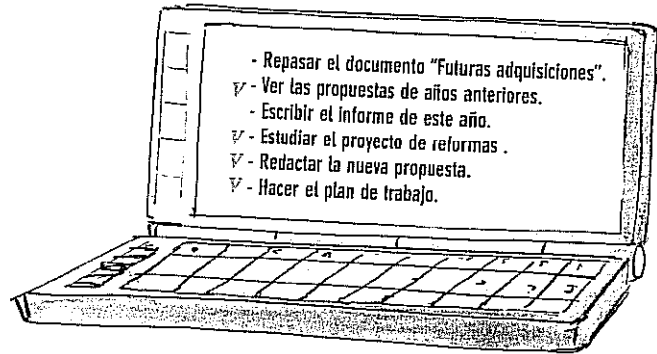 - Repasar el documento "Futuras adquisiciones".
V - Ver las propuestas de años anteriores.
- Escribir el informe de este año.
V - Estudiar el proyecto de reformas .
V - Redactar la nueva propuesta.
V - Hacer el plan de trabajo.